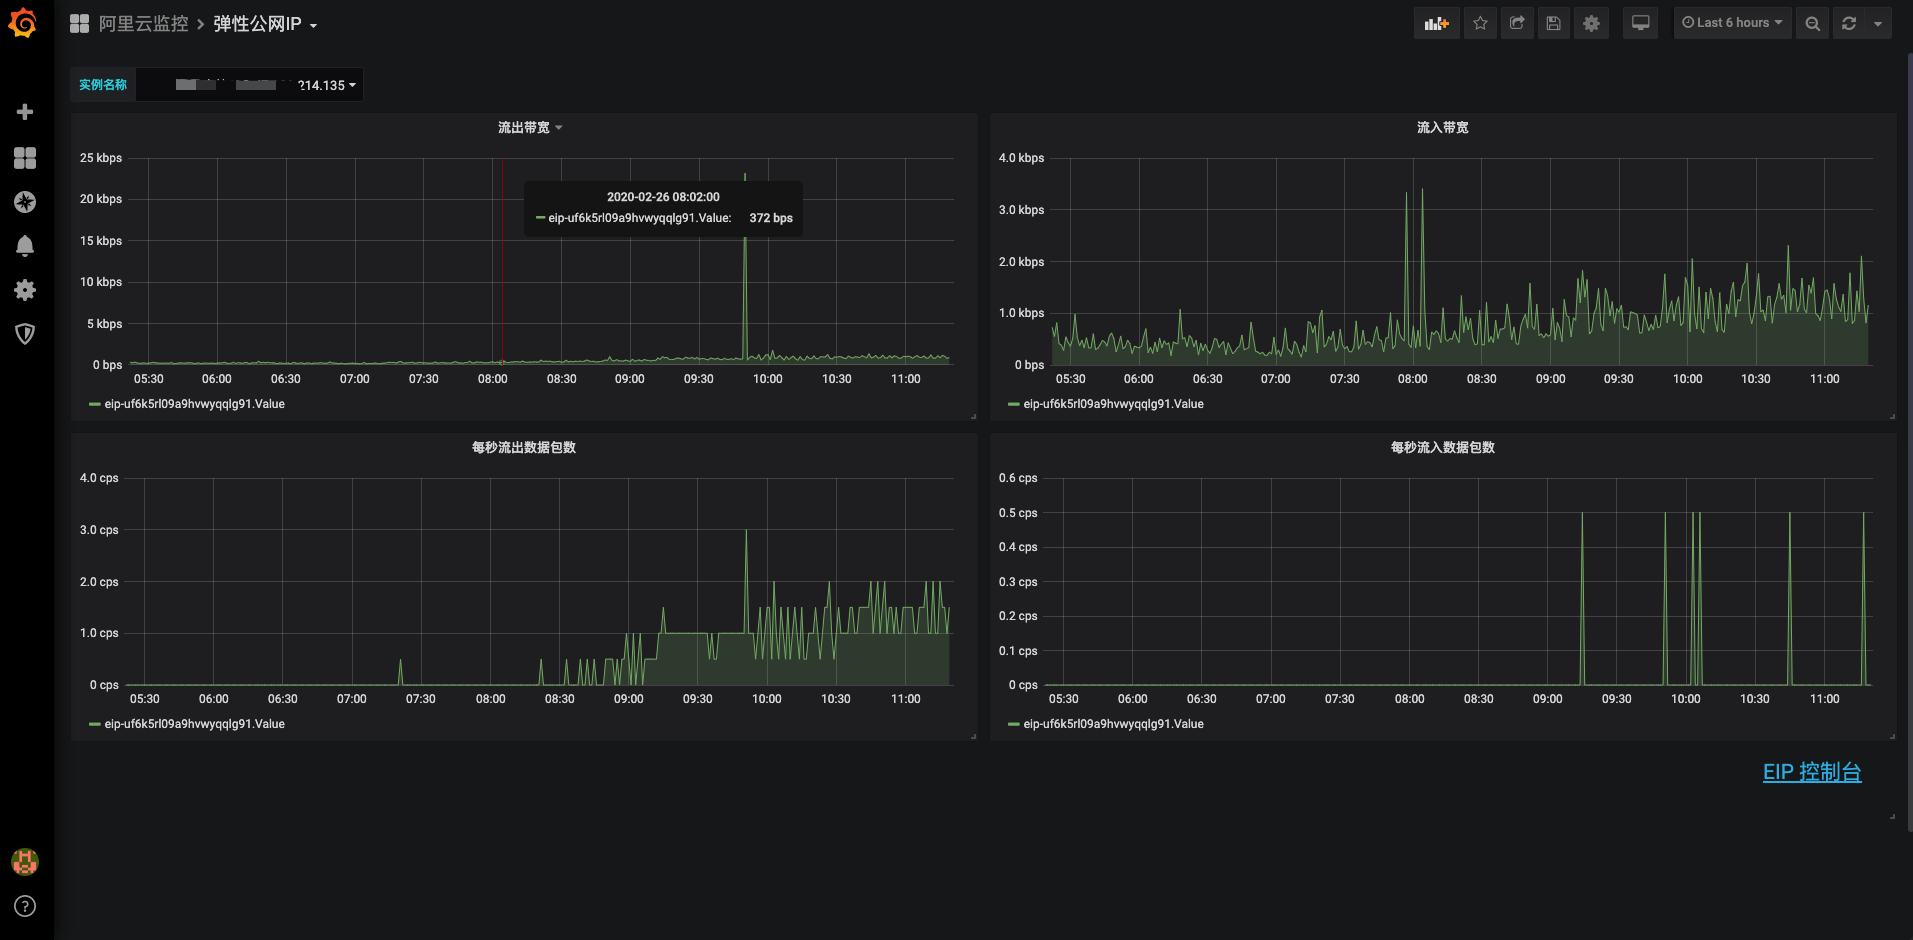 阿里云监控 > 弹性公网IP
Last 6 hours
实例名称
214.135
流出带宽
25 kbps
20 kbps
15 kbps
10 kbps
5 kbps
0 bps
05:30 06:00 06:30 07:00 07:30 08:00 08:30 09:00 09:30 10:00 10:30 11:00
2020-02-26 08:02:00
eip-uf6k5rl09a9hvwyqqlg91.Value: 372 bps
eip-uf6k5rl09a9hvwyqqlg91.Value
流入带宽
4.0 kbps
3.0 kbps
2.0 kbps
1.0 kbps
0 bps
05:30 06:00 06:30 07:00 07:30 08:00 08:30 09:00 09:30 10:00 10:30 11:00
eip-uf6k5rl09a9hvwyqqlg91.Value
每秒流出数据包数
4.0 cps
3.0 cps
2.0 cps
1.0 cps
0 cps
05:30 06:00 06:30 07:00 07:30 08:00 08:30 09:00 09:30 10:00 10:30 11:00
eip-uf6k5rl09a9hvwyqqlg91.Value
每秒流入数据包数
0.6 cps
0.5 cps
0.4 cps
0.3 cps
0.2 cps
0.1 cps
0 cps
05:30 06:00 06:30 07:00 07:30 08:00 08:30 09:00 09:30 10:00 10:30 11:00
eip-uf6k5rl09a9hvwyqqlg91.Value
EIP 控制台